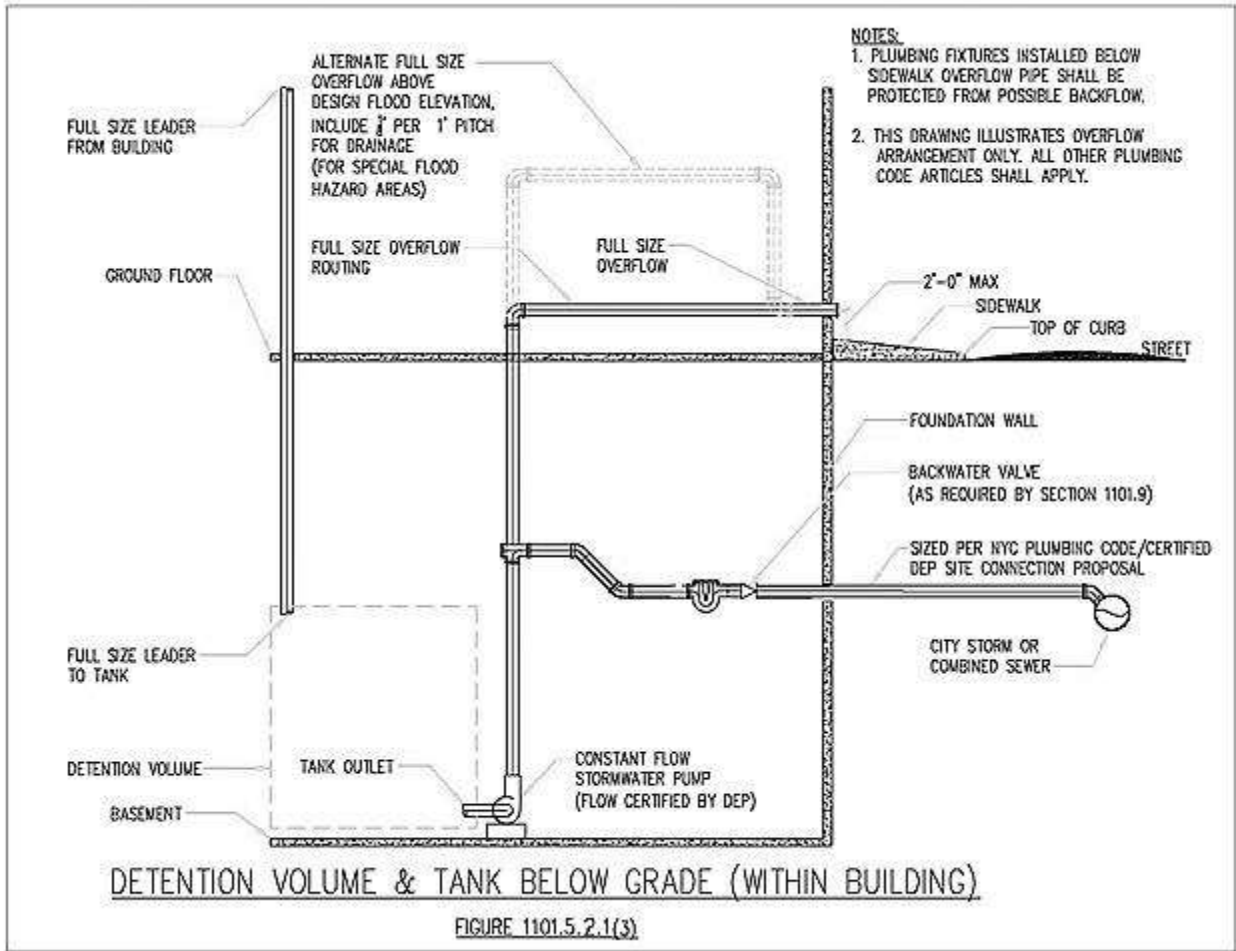 ALTERNATE FULL SIZE
OVERFLOW ABOVE
DESIGN FLOOD ELEVATION,
INCLUDE PER 1' PITCH
FOR DRAINAGE
(FOR SPECIAL FLOOD
HAZARD AREAS)
NOTES:
1. PLUMBING FIXTURES INSTALLED BELOW
SIDEWALK OVERFLOW PIPE SHALL BE
PROTECTED FROM POSSIBLE BACKFLOW.
2. THIS DRAWING ILLUSTRATES OVERFLOW
ARRANGEMENT ONLY. ALL OTHER PLUMBING
CODE ARTICLES SHALL APPLY.
FULL SIZE LEADER
FROM BUILDING
FULL SIZE OVERFLOW
ROUTING
FULL SIZE
OVERFLOW
GROUND FLOOR
2'-0" MAX
SIDEWALK
TOP OF CURB
STREET
FOUNDATION WALL
BACKWATER VALVE
(AS REQUIRED BY SECTION 1101.9)
SIZED PER NYC PLUMBING CODE/CERTIFIED
DEP SITE CONNECTION PROPOSAL
CITY STORM OR
COMBINED SEWER
FULL SIZE LEADER
TO TANK
DETENTION VOLUME
TANK OUTLET
CONSTANT FLOW
STORMWATER PUMP
(FLOW CERTIFIED BY DEP)
BASEMENT
DETENTION VOLUME & TANK BELOW GRADE (WITHIN BUILDING)
FIGURE 1101.5.2.1(3)